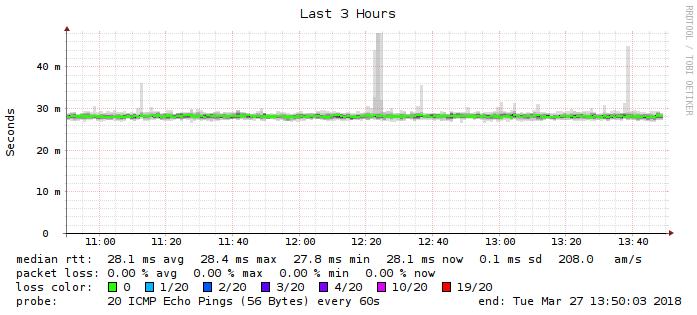 Last 3 Hours
RRDTOOL / TOBI OETIKER
Seconds
40 m
30 m
20 m
10 m
0
11:00 11:20 11:40 12:00 12:20 12:40 13:00 13:20 13:40
median rtt: 28.1 ms avg 28.4 ms max 27.8 ms min 28.1 ms now 0.1 ms sd 208.0 am/s
packet loss: 0.00 % avg 0.00 % max 0.00 % min 0.00 % now
loss color: 0 1/20 2/20 3/20 4/20 10/20 19/20
probe: 20 ICMP Echo Pings (56 Bytes) every 60s end: Tue Mar 27 13:50:03 2018